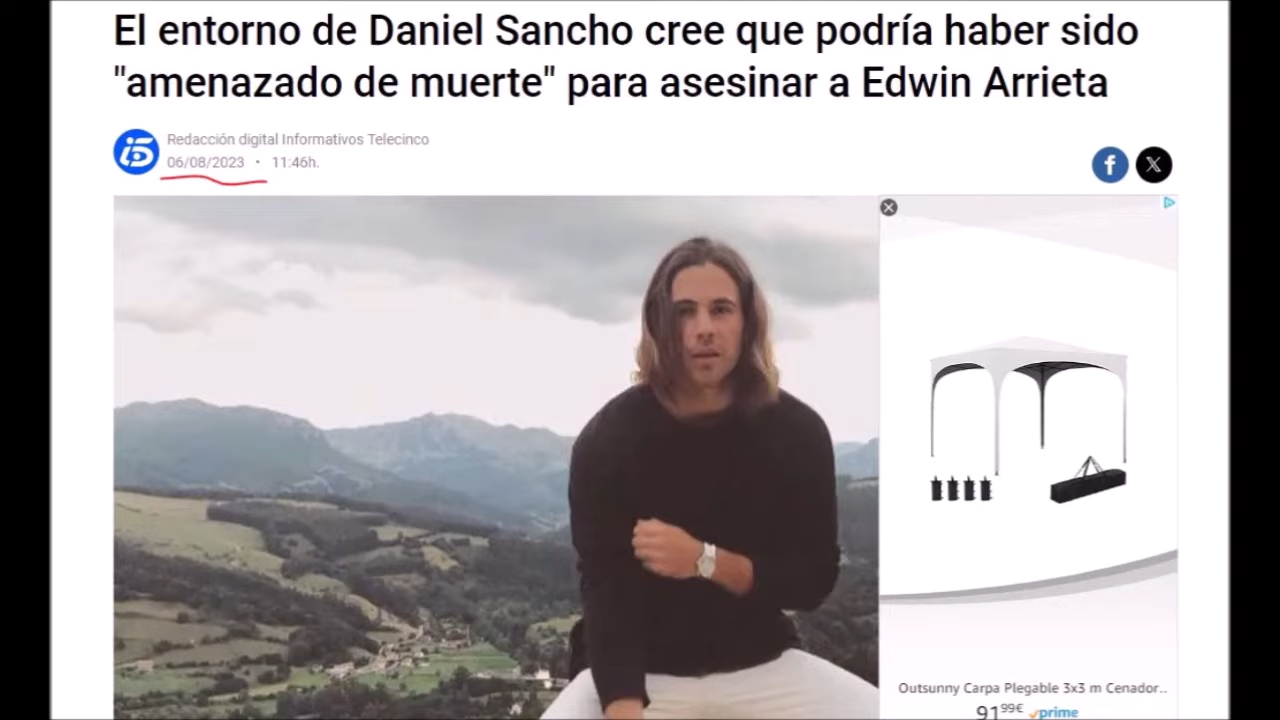 El entorno de Daniel Sancho cree que podría haber sido
"amenazado de muerte" para asesinar a Edwin Arrieta
Redacción digital Informativos Telecinco
06/08/2023 · 11:46h.
Outsunny Carpa Plegable 3x3 m Cenador..
91,99€ prime